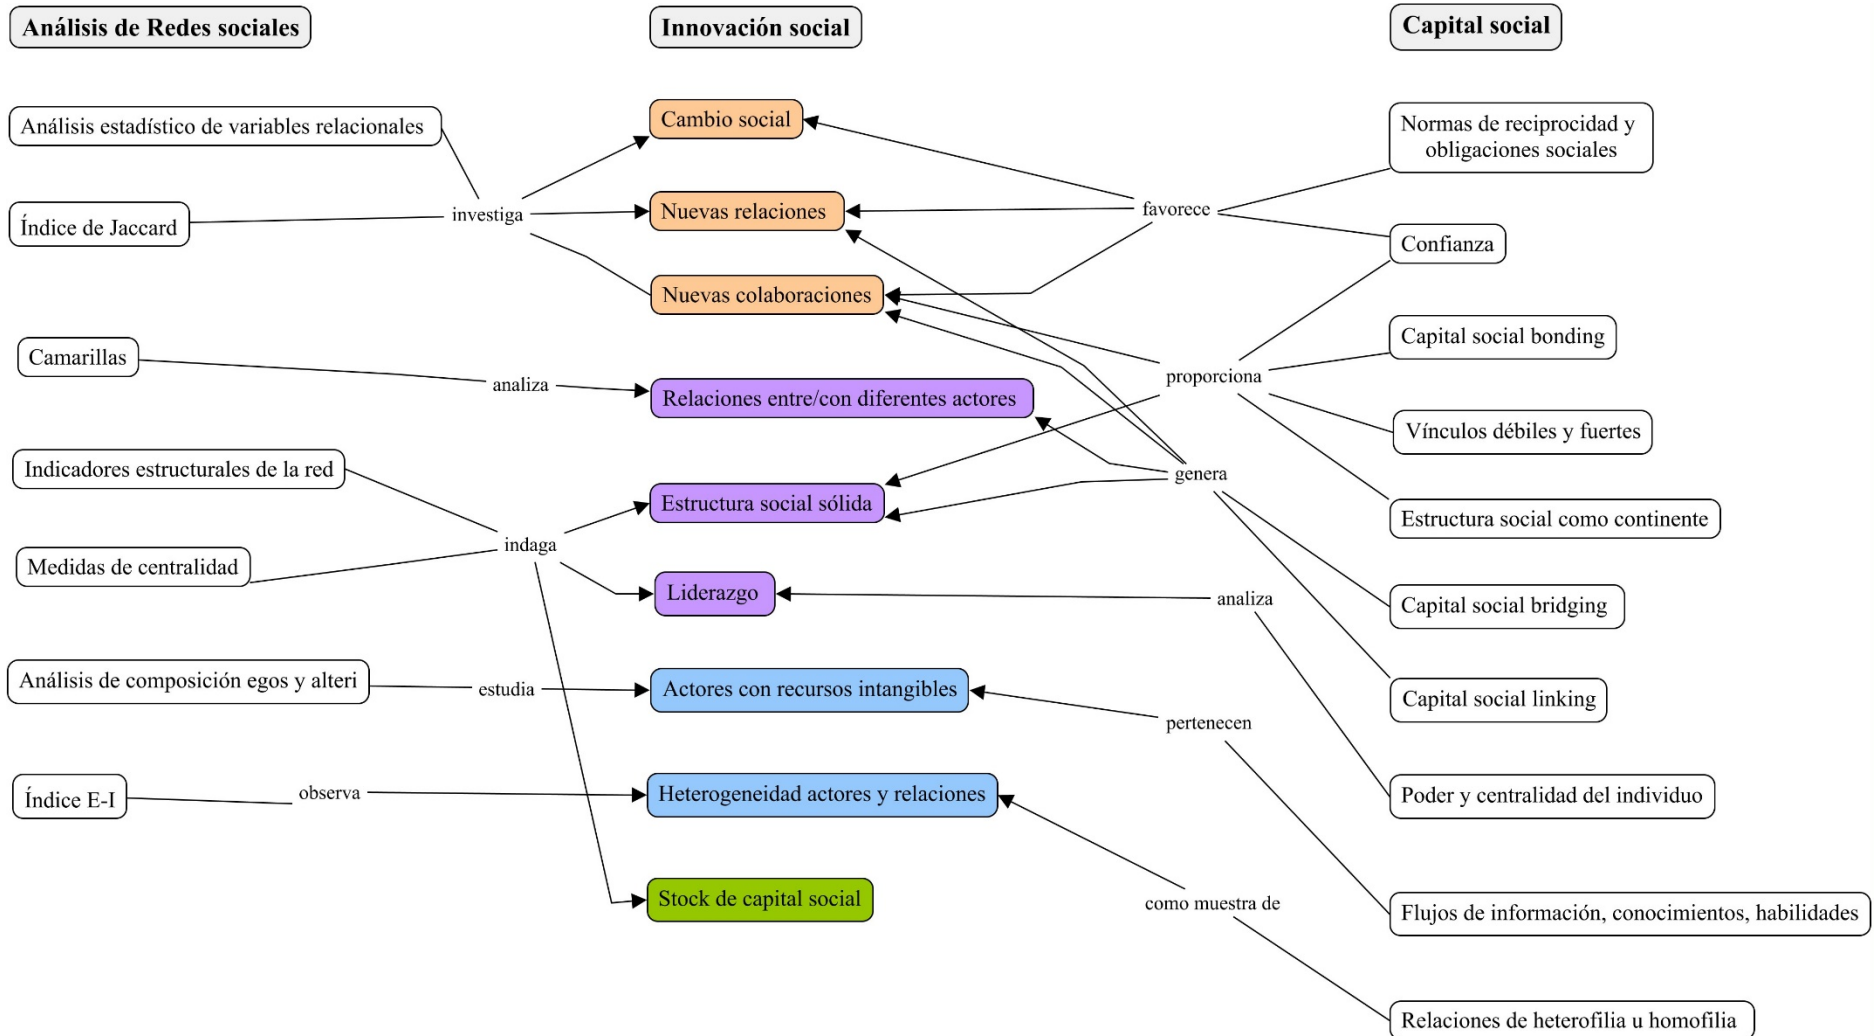 Análisis de Redes sociales
Innovación social
Capital social
Análisis estadístico de variables relacionales
Índice de Jaccard
Camarillas
Indicadores estructurales de la red
Medidas de centralidad
Análisis de composición egos y alteri
Índice E-I
investiga
analiza
indaga
estudia
observa
Cambio social
Nuevas relaciones
Nuevas colaboraciones
Relaciones entre/con diferentes actores
Estructura social sólida
Liderazgo
Actores con recursos intangibles
Heterogeneidad actores y relaciones
Stock de capital social
favorece
proporciona
genera
analiza
pertenecen
como muestra de
Normas de reciprocidad y
obligaciones sociales
Confianza
Capital social bonding
Vínculos débiles y fuertes
Estructura social como continente
Capital social bridging
Capital social linking
Poder y centralidad del individuo
Flujos de información, conocimientos, habilidades
Relaciones de heterofilia u homofilia